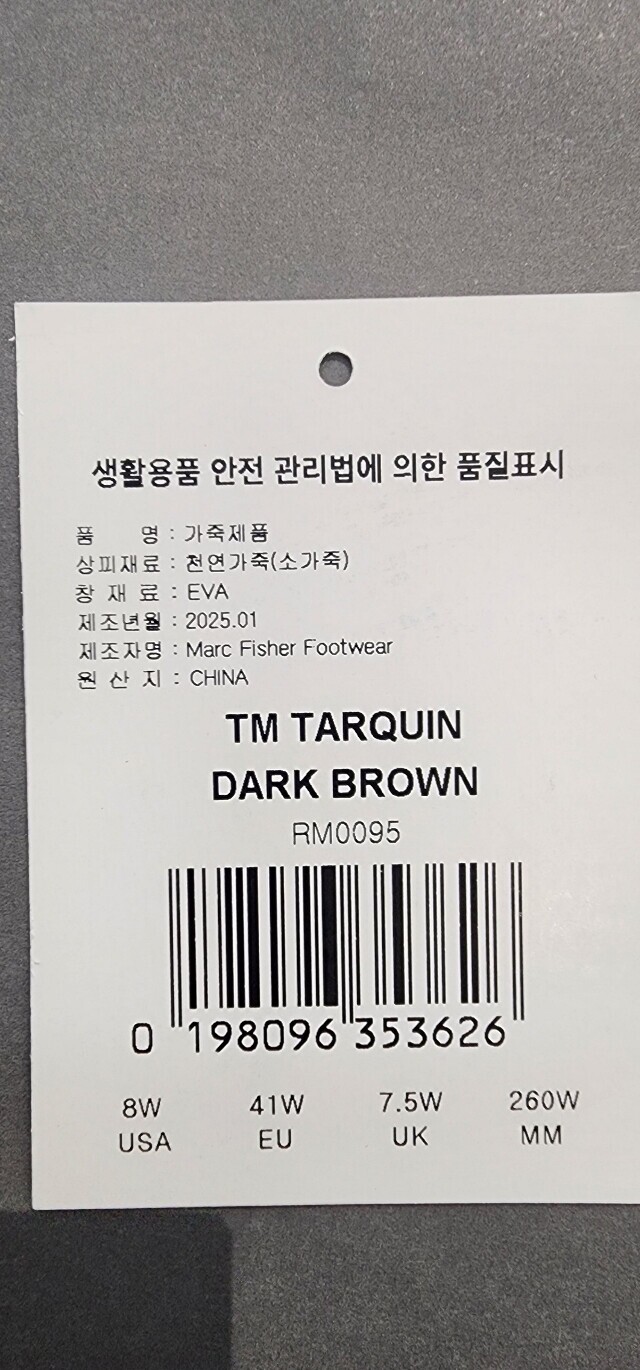 생활용품 안전 관리법에 의한 품질표시
품 명 : 가죽제품
상피재료 : 천연가죽(소가죽)
창 재 료 : EVA
제조년월 : 2025.01
제조자명 : Marc Fisher Footwear
원 산 지 : CHINA
TM TARQUIN
DARK BROWN
RM0095
0 198096 353626
8W 41W 7.5W 260W
USA EU UK MM